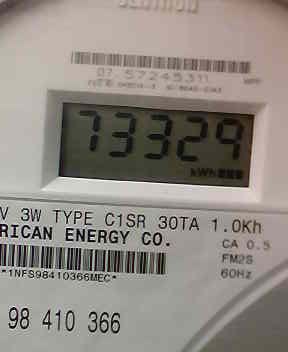 CENTRON
07 57245311
73329
kWh
V 3W TYPE C1SR 30TA 1.0Kh
RICAN ENERGY CO.
CA 0.5
FM2S
60Hz
*1NFS98410366MEC*
98 410 366